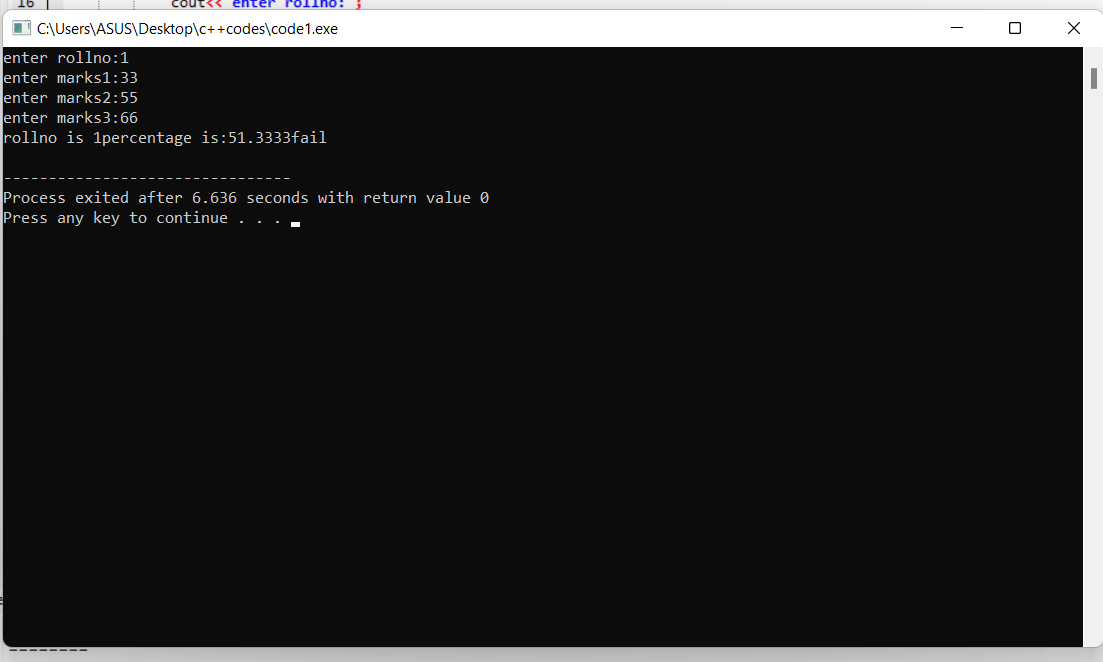 16 cout<< enter rollno: ;
C:\Users\ASUS\Desktop\c++codes\code1.exe
enter rollno:1
enter marks1:33
enter marks2:55
enter marks3:66
rollno is 1percentage is:51.3333fail
--------------------------------
Process exited after 6.636 seconds with return value 0
Press any key to continue . . .
--------